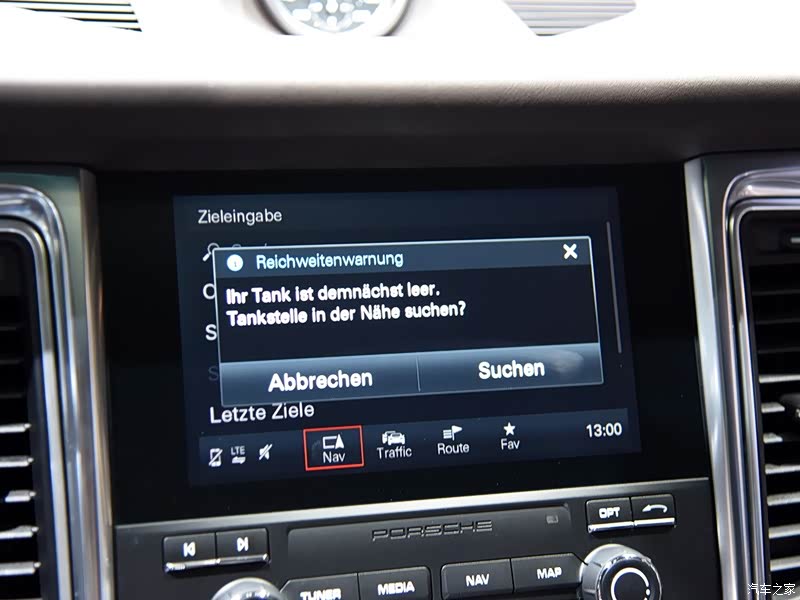 Zieleingabe
Reichweitenwarnung
Ihr Tank ist demnächst leer.
Tankstelle in der Nähe suchen?
Abbrechen Suchen
Letzte Ziele
LTE Nav Traffic Route Fav 13:00
PORSCHE OPT
TUNER MEDIA NAV MAP
汽车之家